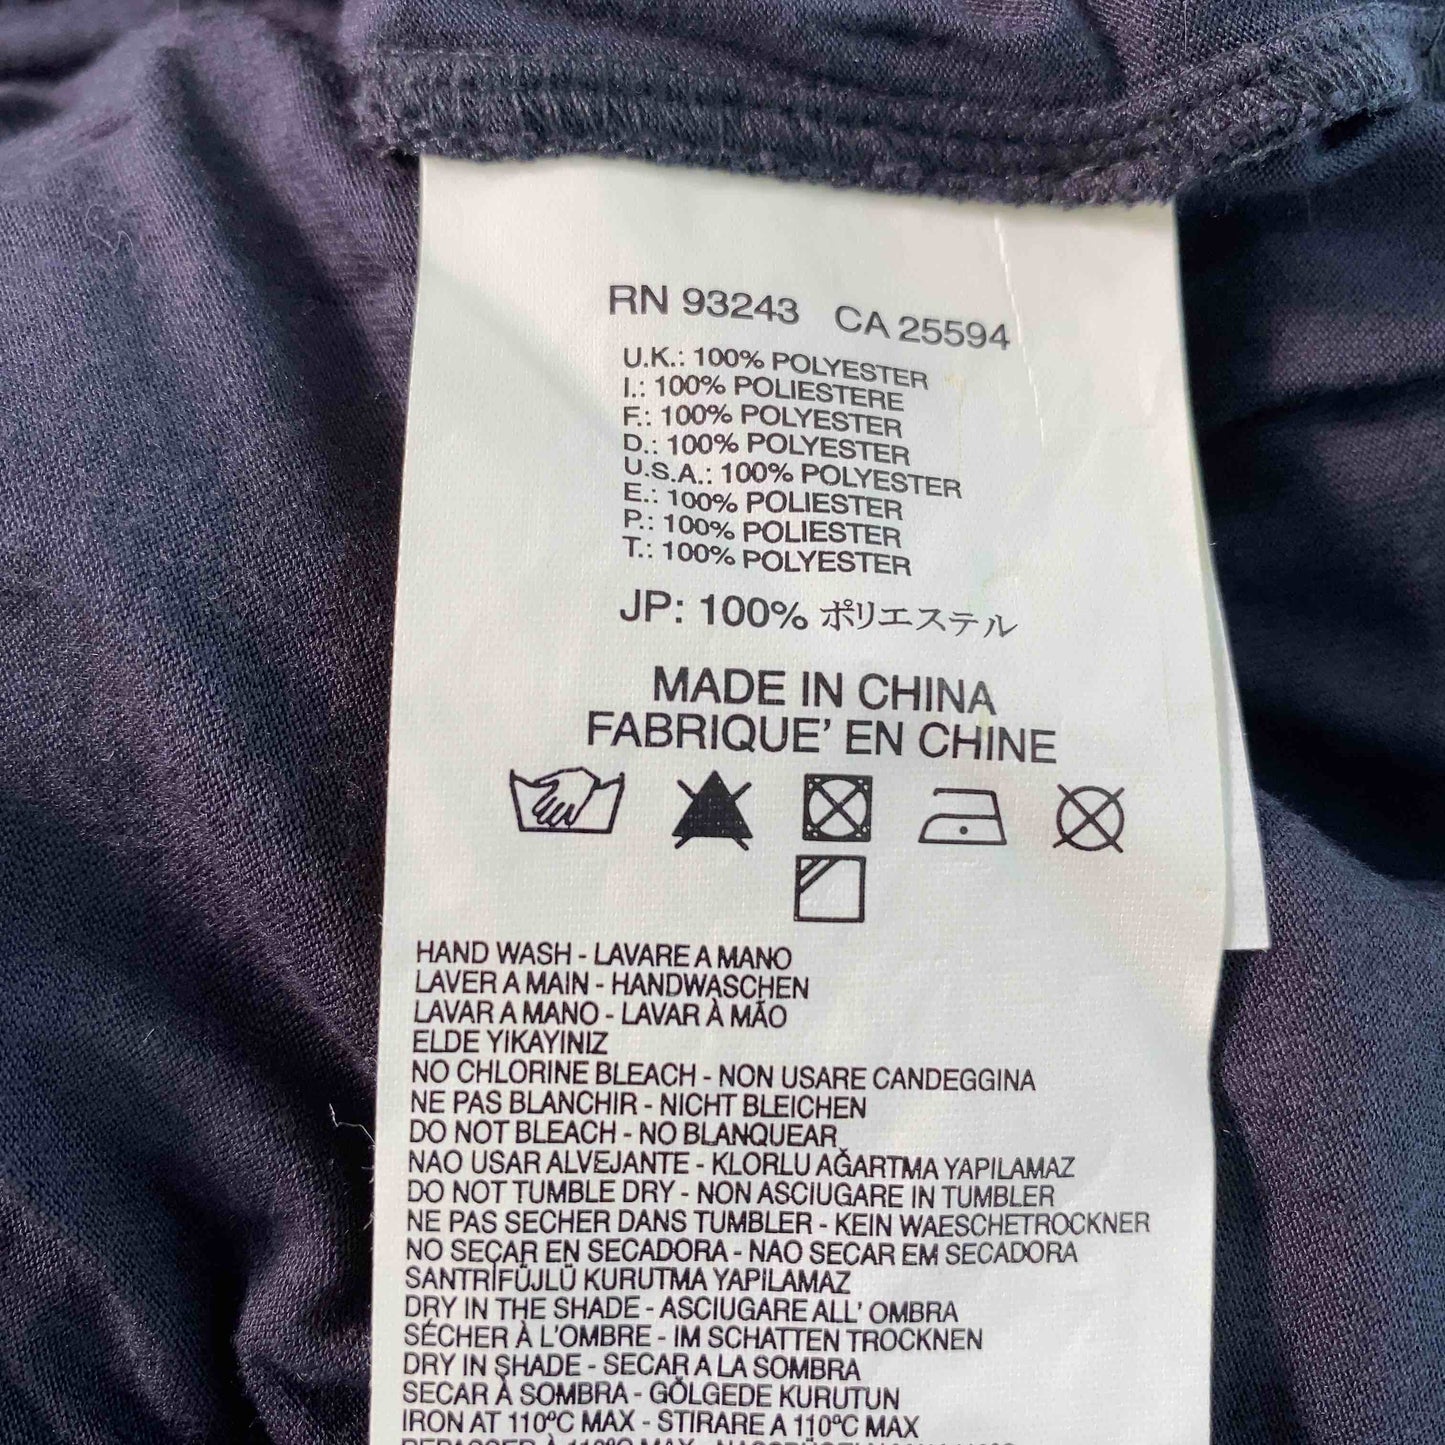 RN 93243 CA 25594
U.K.: 100% POLYESTER
I.: 100% POLIESTERE
F.: 100% POLYESTER
D.: 100% POLYESTER
U.S.A.: 100% POLYESTER
E.: 100% POLIESTER
P.: 100% POLIESTER
T.: 100% POLYESTER
JP: 100% ポリエステル
MADE IN CHINA
FABRIQUE' EN CHINE
HAND WASH - LAVARE A MANO
LAVER A MAIN - HANDWASCHEN
LAVAR A MANO - LAVAR À MÃO
ELDE YIKAYINIZ
NO CHLORINE BLEACH - NON USARE CANDEGGINA
NE PAS BLANCHIR - NICHT BLEICHEN
DO NOT BLEACH - NO BLANQUEAR
NAO USAR ALVEJANTE - KLORLU AĞARTMA YAPILAMAZ
DO NOT TUMBLE DRY - NON ASCIUGARE IN TUMBLER
NE PAS SECHER DANS TUMBLER - KEIN WAESCHETROCKNER
NO SECAR EN SECADORA - NAO SECAR EM SECADORA
SANTRİFÜJLÜ KURUTMA YAPILAMAZ
DRY IN THE SHADE - ASCIUGARE ALL' OMBRA
SÉCHER À L'OMBRE - IM SCHATTEN TROCKNEN
DRY IN SHADE - SECAR A LA SOMBRA
SECAR À SOMBRA - GÖLGEDE KURUTUN
IRON AT 110ºC MAX - STIRARE A 110ºC MAX